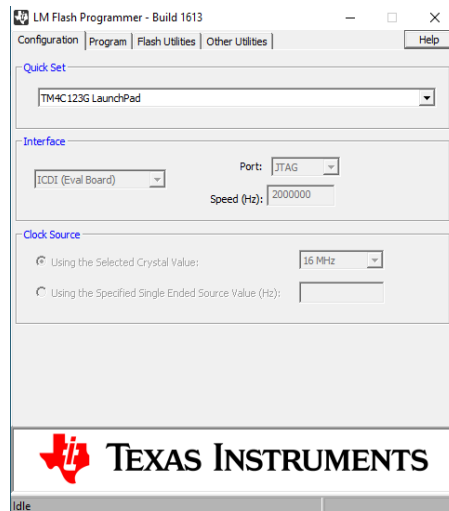 LM Flash Programmer - Build 1613
Configuration Program Flash Utilities Other Utilities Help
Quick Set
TM4C123G LaunchPad
Interface
ICDI (Eval Board)
Port: JTAG
Speed (Hz): 2000000
Clock Source
Using the Selected Crystal Value: 16 MHz
Using the Specified Single Ended Source Value (Hz):
TEXAS INSTRUMENTS
Idle